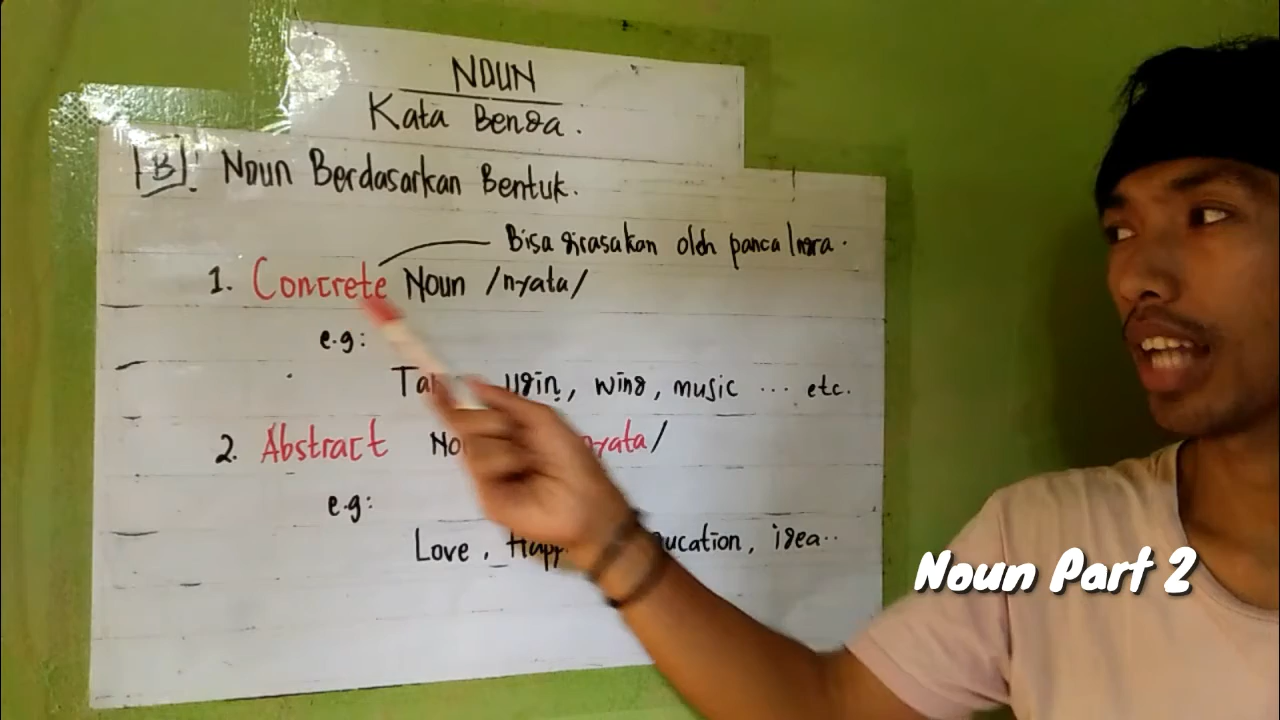 NOUN
Kata Benda.
B! Noun Berdasarkan Bentuk.
Bisa dirasakan oleh panca Indra.
1. Concrete Noun /nyata/
e.g:
wind, music ... etc.
2. Abstract
e.g:
Love, idea..
Noun Part 2